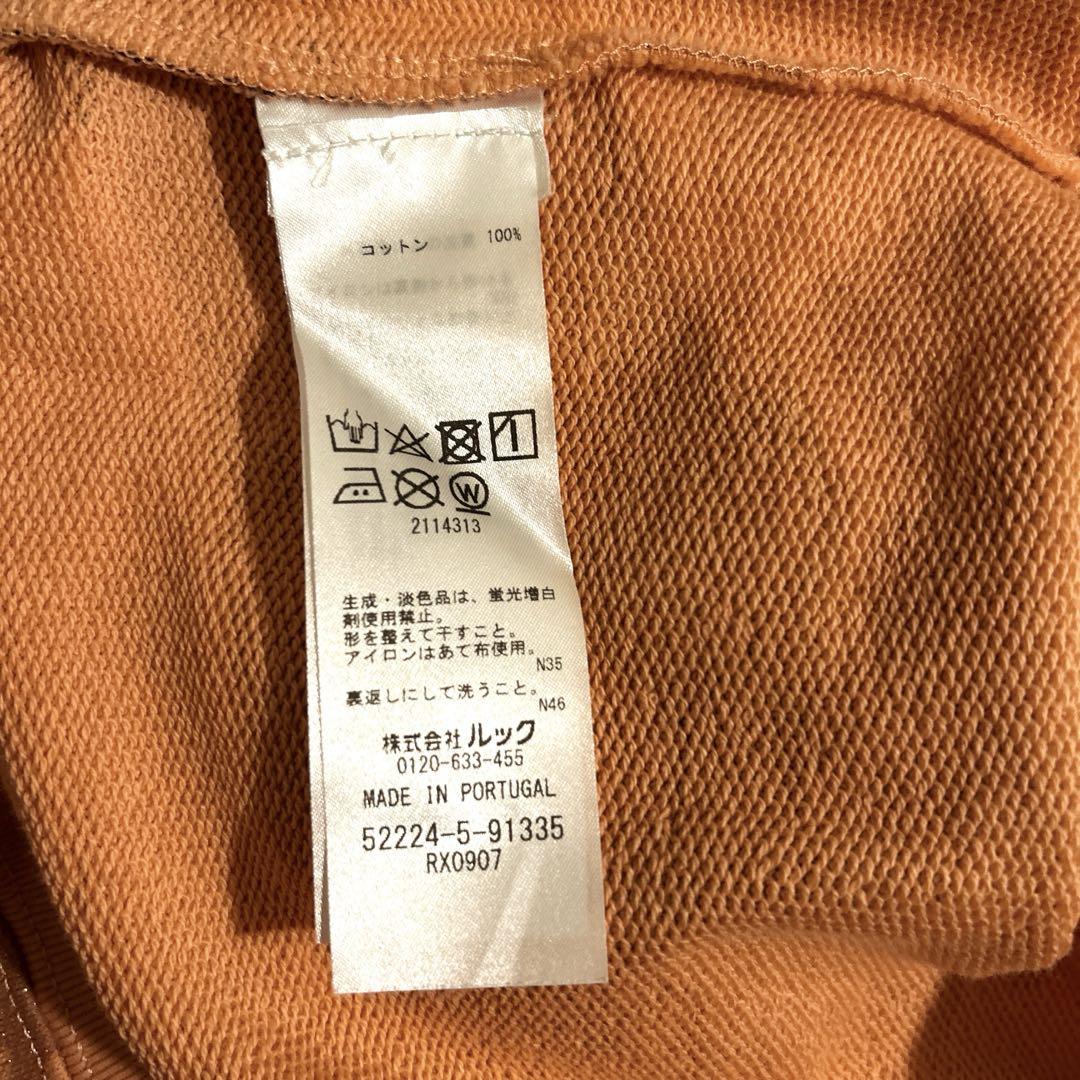 コットン 100%
W
2114313
生成・淡色品は、蛍光増白
剤使用禁止。
形を整えて干すこと。
アイロンはあて布使用。
N35
裏返しにして洗うこと。
N46
株式会社 ルック
0120-633-455
MADE IN PORTUGAL
52224-5-91335
RX0907